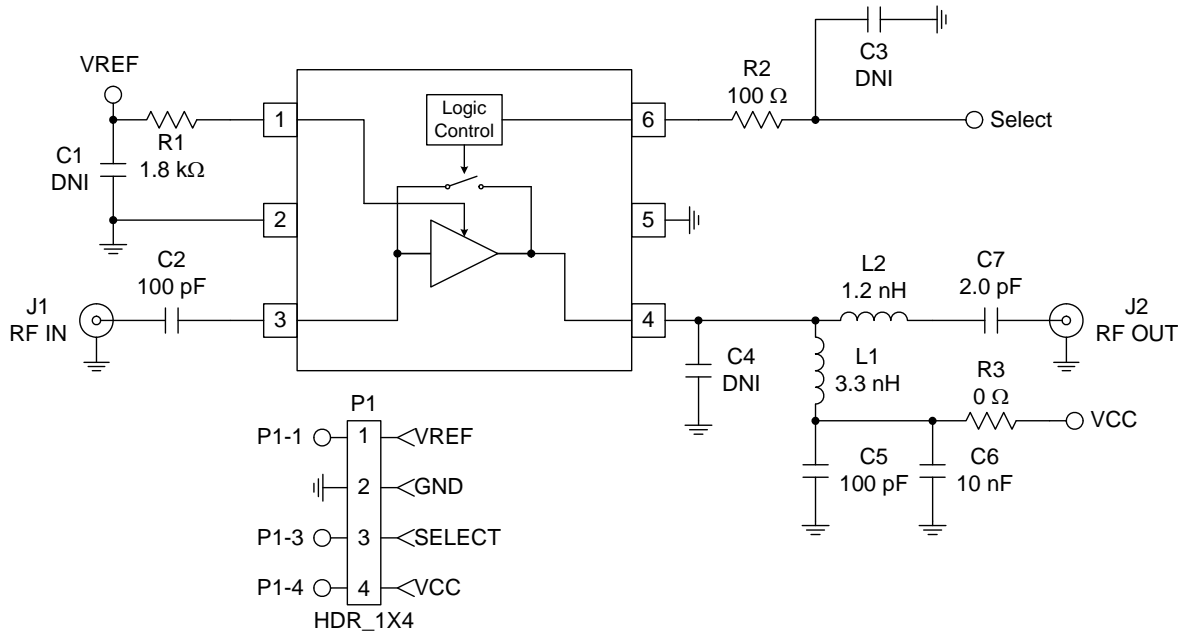 VREF
R1
1.8 kΩ
C1
DNI
C2
100 pF
J1
RF IN
1
2
3
Logic
Control
6
5
4
R2
100 Ω
C3
DNI
Select
L2
1.2 nH
C7
2.0 pF
J2
RF OUT
C4
DNI
L1
3.3 nH
R3
0 Ω
VCC
C5
100 pF
C6
10 nF
P1
P1-1
1
VREF
2
GND
P1-3
3
SELECT
P1-4
4
VCC
HDR_1X4